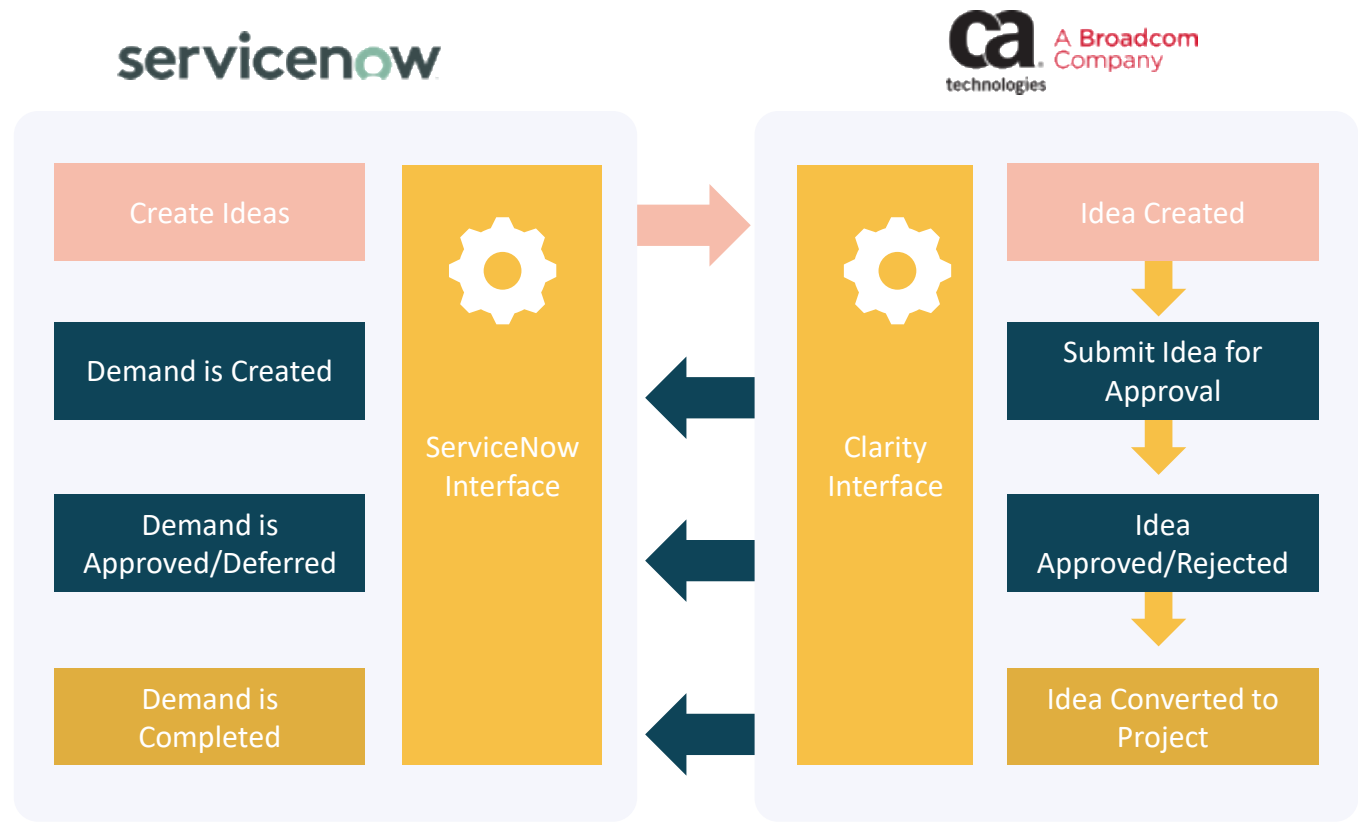 servicenow
ca
technologies
A Broadcom
Company
Create Ideas
Demand is Created
Demand is
Approved/Deferred
Demand is
Completed
ServiceNow
Interface
Clarity
Interface
Idea Created
Submit Idea for
Approval
Idea
Approved/Rejected
Idea Converted to
Project